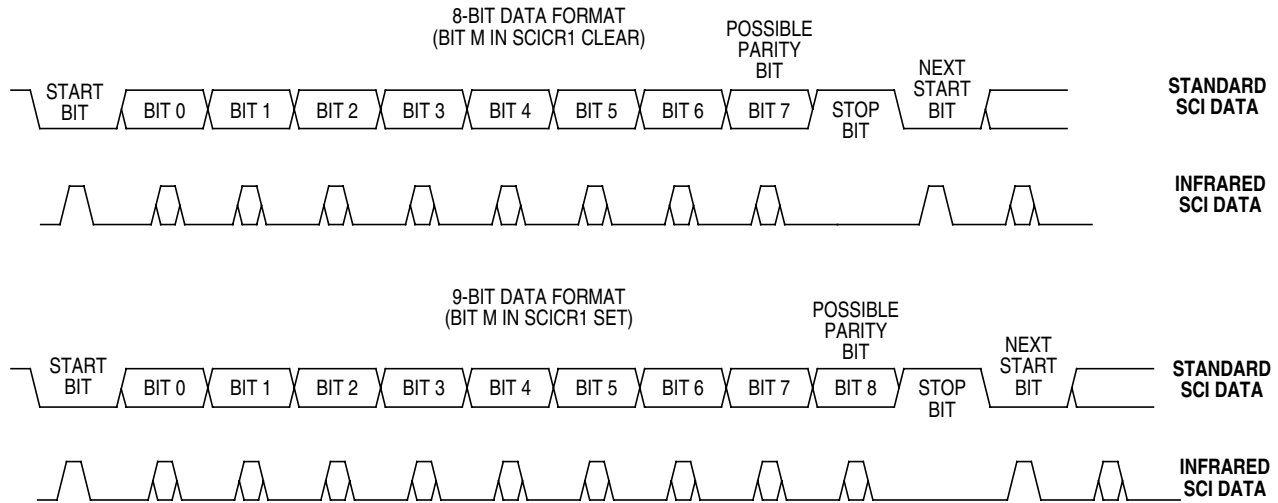 8-BIT DATA FORMAT
(BIT M IN SCICR1 CLEAR)
POSSIBLE
PARITY
BIT
NEXT
START
BIT
START
BIT
BIT 0
BIT 1
BIT 2
BIT 3
BIT 4
BIT 5
BIT 6
BIT 7
STOP
BIT
STANDARD
SCI DATA
INFRARED
SCI DATA
9-BIT DATA FORMAT
(BIT M IN SCICR1 SET)
POSSIBLE
PARITY
BIT
NEXT
START
BIT
START
BIT
BIT 0
BIT 1
BIT 2
BIT 3
BIT 4
BIT 5
BIT 6
BIT 7
BIT 8
STOP
BIT
STANDARD
SCI DATA
INFRARED
SCI DATA